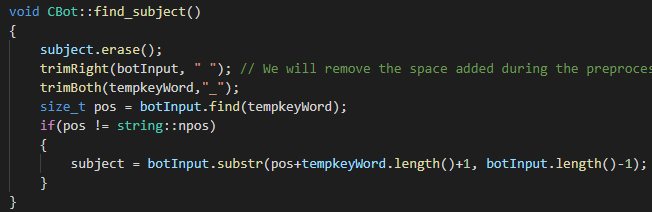 void CBot::find_subject()
{
subject.erase();
trimRight(botInput, " "); // We will remove the space added during the preproces
trimBoth(tempkeyWord,"_");
size_t pos = botInput.find(tempkeyWord);
if(pos != string::npos)
{
subject = botInput.substr(pos+tempkeyWord.length()+1, botInput.length()-1);
}
}